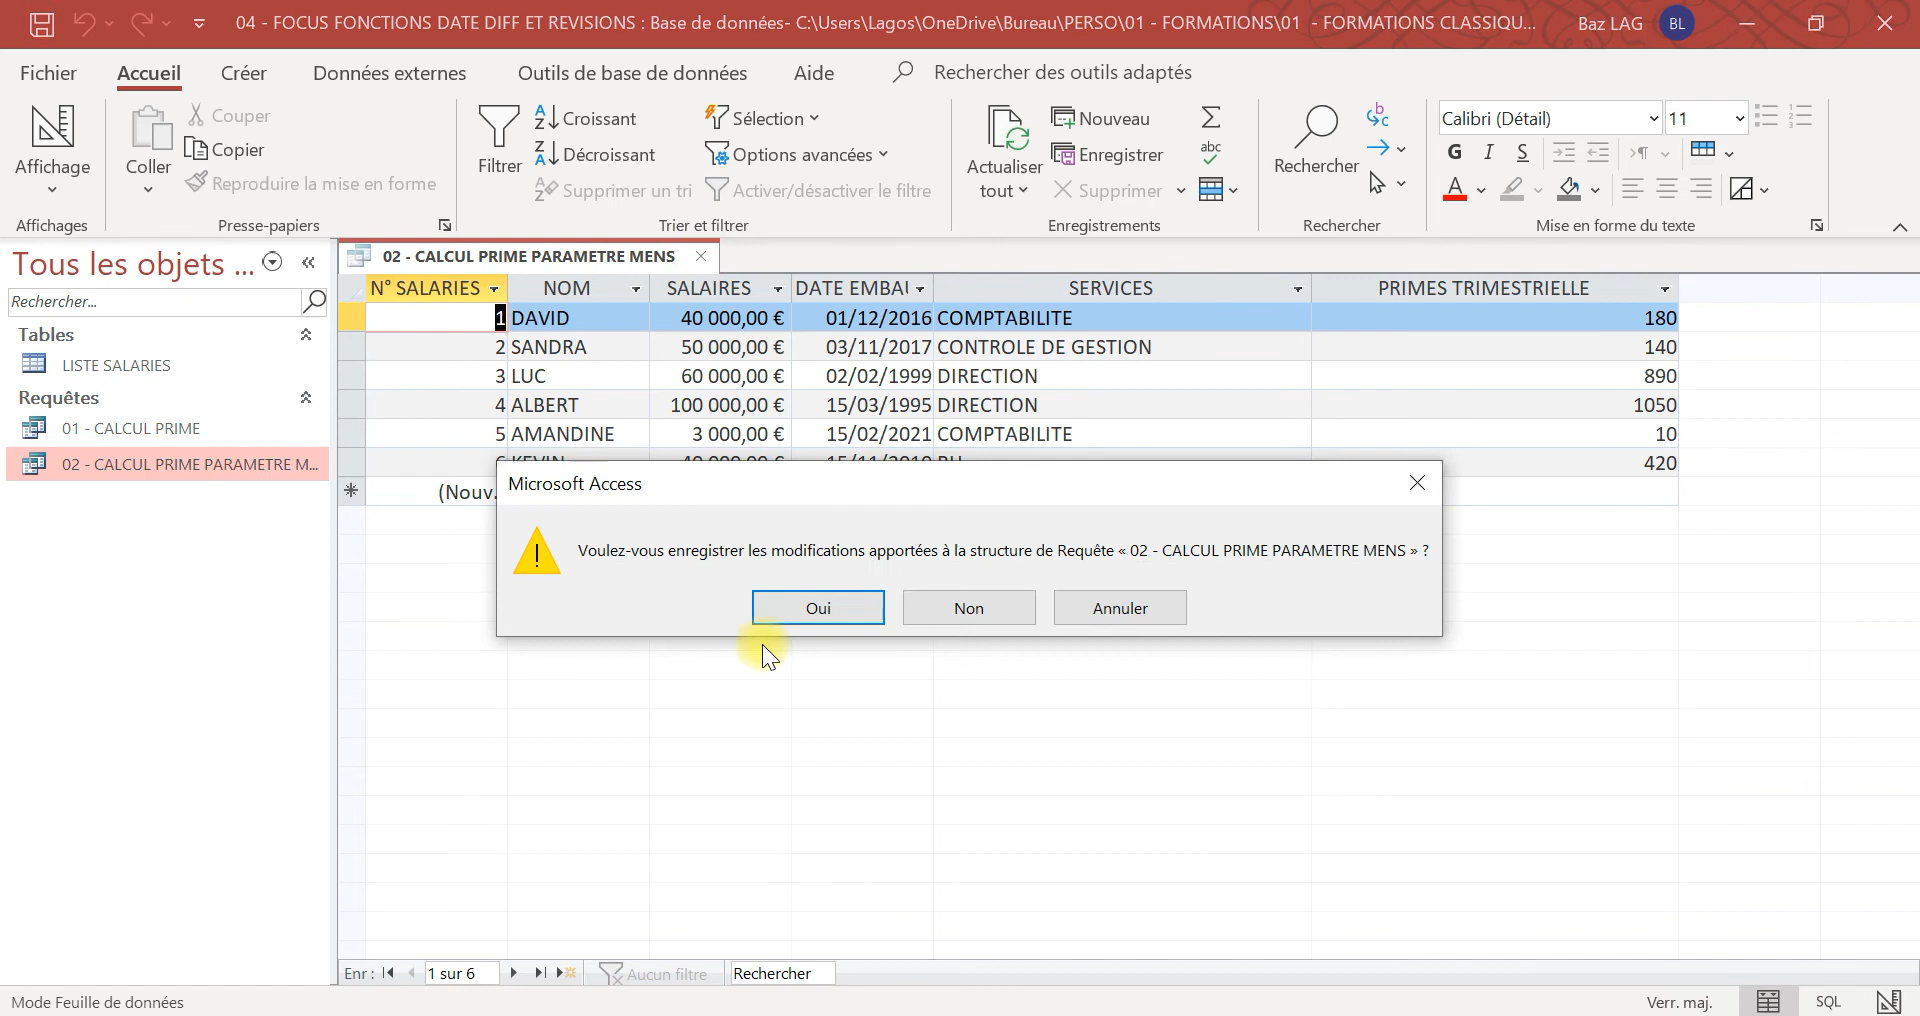 04 - FOCUS FONCTIONS DATE DIFF ET REVISIONS : Base de données- C:\Users\Lagos\OneDrive\Bureau\PERSO\01 - FORMATIONS\01 - FORMATIONS CLASSIQU... Baz LAG BL
Fichier Accueil Créer Données externes Outils de base de données Aide Rechercher des outils adaptés
Affichage
Affichages
Coller
Couper
Copier
Reproduire la mise en forme
Presse-papiers
Filtrer
Croissant
Décroissant
Supprimer un tri
Sélection
Options avancées
Activer/désactiver le filtre
Trier et filtrer
Actualiser
tout
Nouveau
Enregistrer
Supprimer
Enregistrements
Rechercher
Rechercher
Calibri (Détail) 11
G I S
Mise en forme du texte
Tous les objets ...
Rechercher...
Tables
LISTE SALARIES
Requêtes
01 - CALCUL PRIME
02 - CALCUL PRIME PARAMETRE M...
02 - CALCUL PRIME PARAMETRE MENS
N° SALARIES NOM SALAIRES DATE EMBAU SERVICES PRIMES TRIMESTRIELLE
1 DAVID 40 000,00 € 01/12/2016 COMPTABILITE 180
2 SANDRA 50 000,00 € 03/11/2017 CONTROLE DE GESTION 140
3 LUC 60 000,00 € 02/02/1999 DIRECTION 890
4 ALBERT 100 000,00 € 15/03/1995 DIRECTION 1050
5 AMANDINE 3 000,00 € 15/02/2021 COMPTABILITE 10
420
(Nouv.
Microsoft Access
Voulez-vous enregistrer les modifications apportées à la structure de Requête « 02 - CALCUL PRIME PARAMETRE MENS » ?
Oui Non Annuler
Enr : 1 sur 6 Aucun filtre Rechercher
Mode Feuille de données Verr. maj. SQL